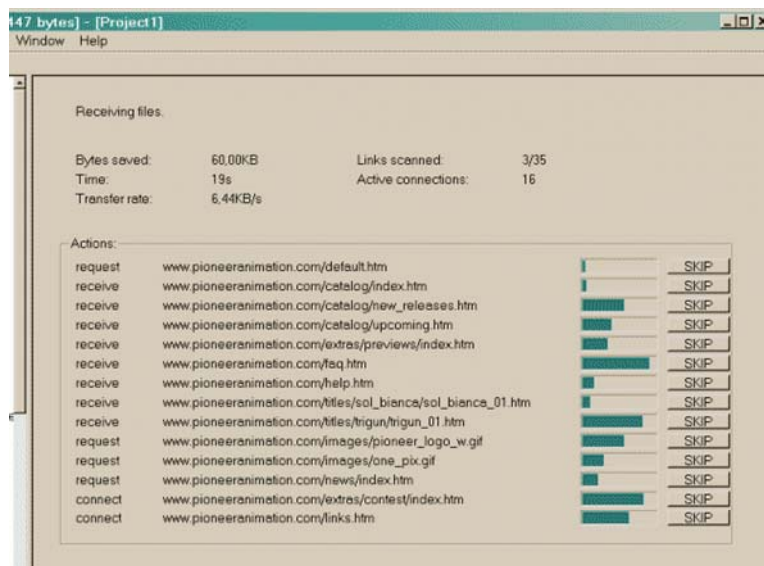 447 bytes] - [Project1]
Window Help
Receiving files.
Bytes saved: 60,00KB Links scanned: 3/35
Time: 19s Active connections: 16
Transfer rate: 6,44KB/s
Actions:
request www.pioneeranimation.com/default.htm SKIP
receive www.pioneeranimation.com/catalog/index.htm SKIP
receive www.pioneeranimation.com/catalog/new_releases.htm SKIP
receive www.pioneeranimation.com/catalog/upcoming.htm SKIP
receive www.pioneeranimation.com/extras/previews/index.htm SKIP
receive www.pioneeranimation.com/faq.htm SKIP
receive www.pioneeranimation.com/help.htm SKIP
receive www.pioneeranimation.com/titles/sol_bianca/sol_bianca_01.htm SKIP
receive www.pioneeranimation.com/titles/trigun/trigun_01.htm SKIP
request www.pioneeranimation.com/images/pioneer_logo_w.gif SKIP
request www.pioneeranimation.com/images/one_pix.gif SKIP
request www.pioneeranimation.com/news/index.htm SKIP
connect www.pioneeranimation.com/extras/contest/index.htm SKIP
connect www.pioneeranimation.com/links.htm SKIP